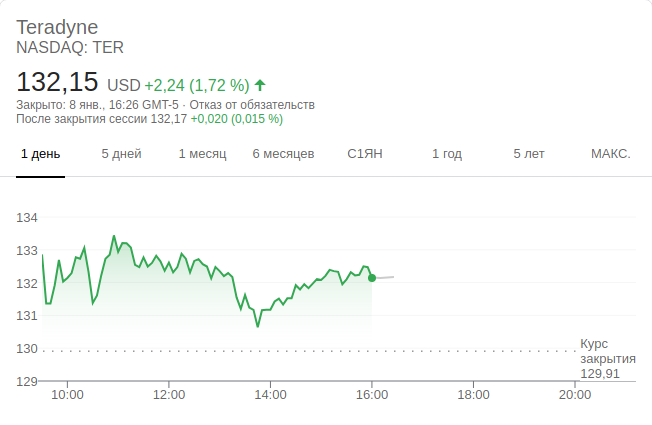 Teradyne
NASDAQ: TER
132,15 USD +2,24 (1,72 %)
Закрыто: 8 янв., 16:26 GMT-5 · Отказ от обязательств
После закрытия сессии 132,17 +0,020 (0,015 %)
1 день 5 дней 1 месяц 6 месяцев С1ЯН 1 год 5 лет МАКС.
134
133
132
131
130
129
Курс
закрытия
129,91
10:00 12:00 14:00 16:00 18:00 20:00